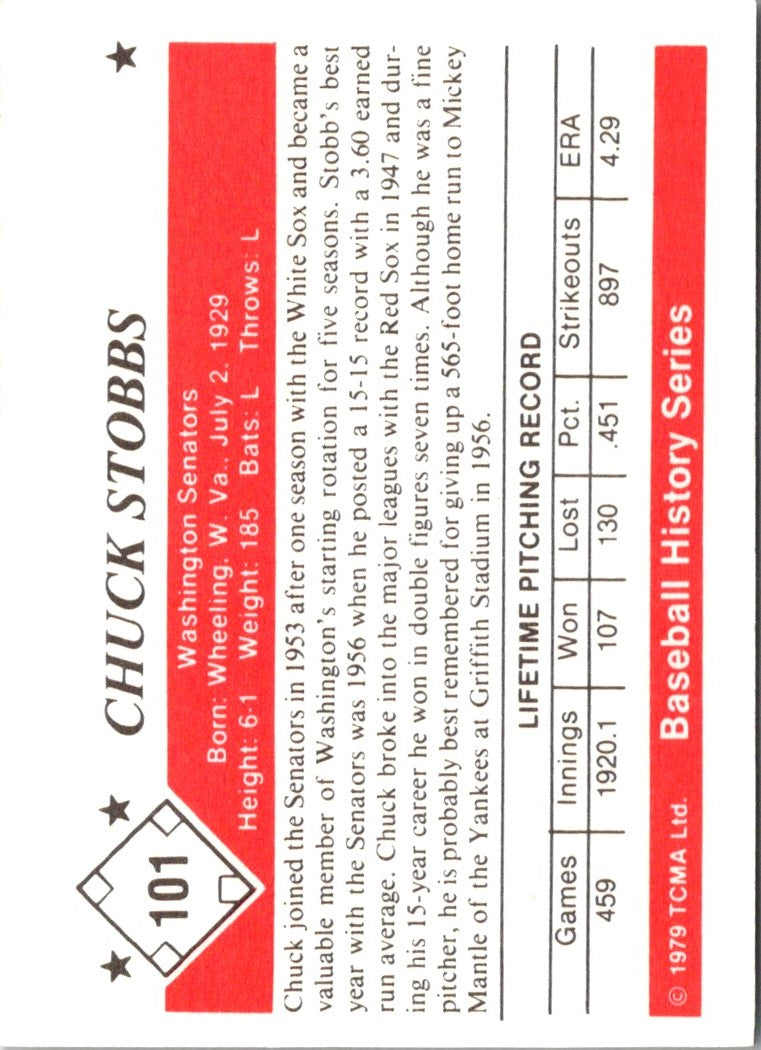 101
CHUCK STOBBS
Washington Senators
Born: Wheeling, W. Va., July 2, 1929
Height: 6-1 Weight: 185 Bats: L Throws: L
Chuck joined the Senators in 1953 after one season with the White Sox and became a
valuable member of Washington's starting rotation for five seasons. Stobb's best
year with the Senators was 1956 when he posted a 15-15 record with a 3.60 earned
run average. Chuck broke into the major leagues with the Red Sox in 1947 and dur-
ing his 15-year career he won in double figures seven times. Although he was a fine
pitcher, he is probably best remembered for giving up a 565-foot home run to Mickey
Mantle of the Yankees at Griffith Stadium in 1956.
LIFETIME PITCHING RECORD
Games Innings Won Lost Pct. Strikeouts ERA
459 1920.1 107 130 .451 897 4.29
© 1979 TCMA Ltd. Baseball History Series